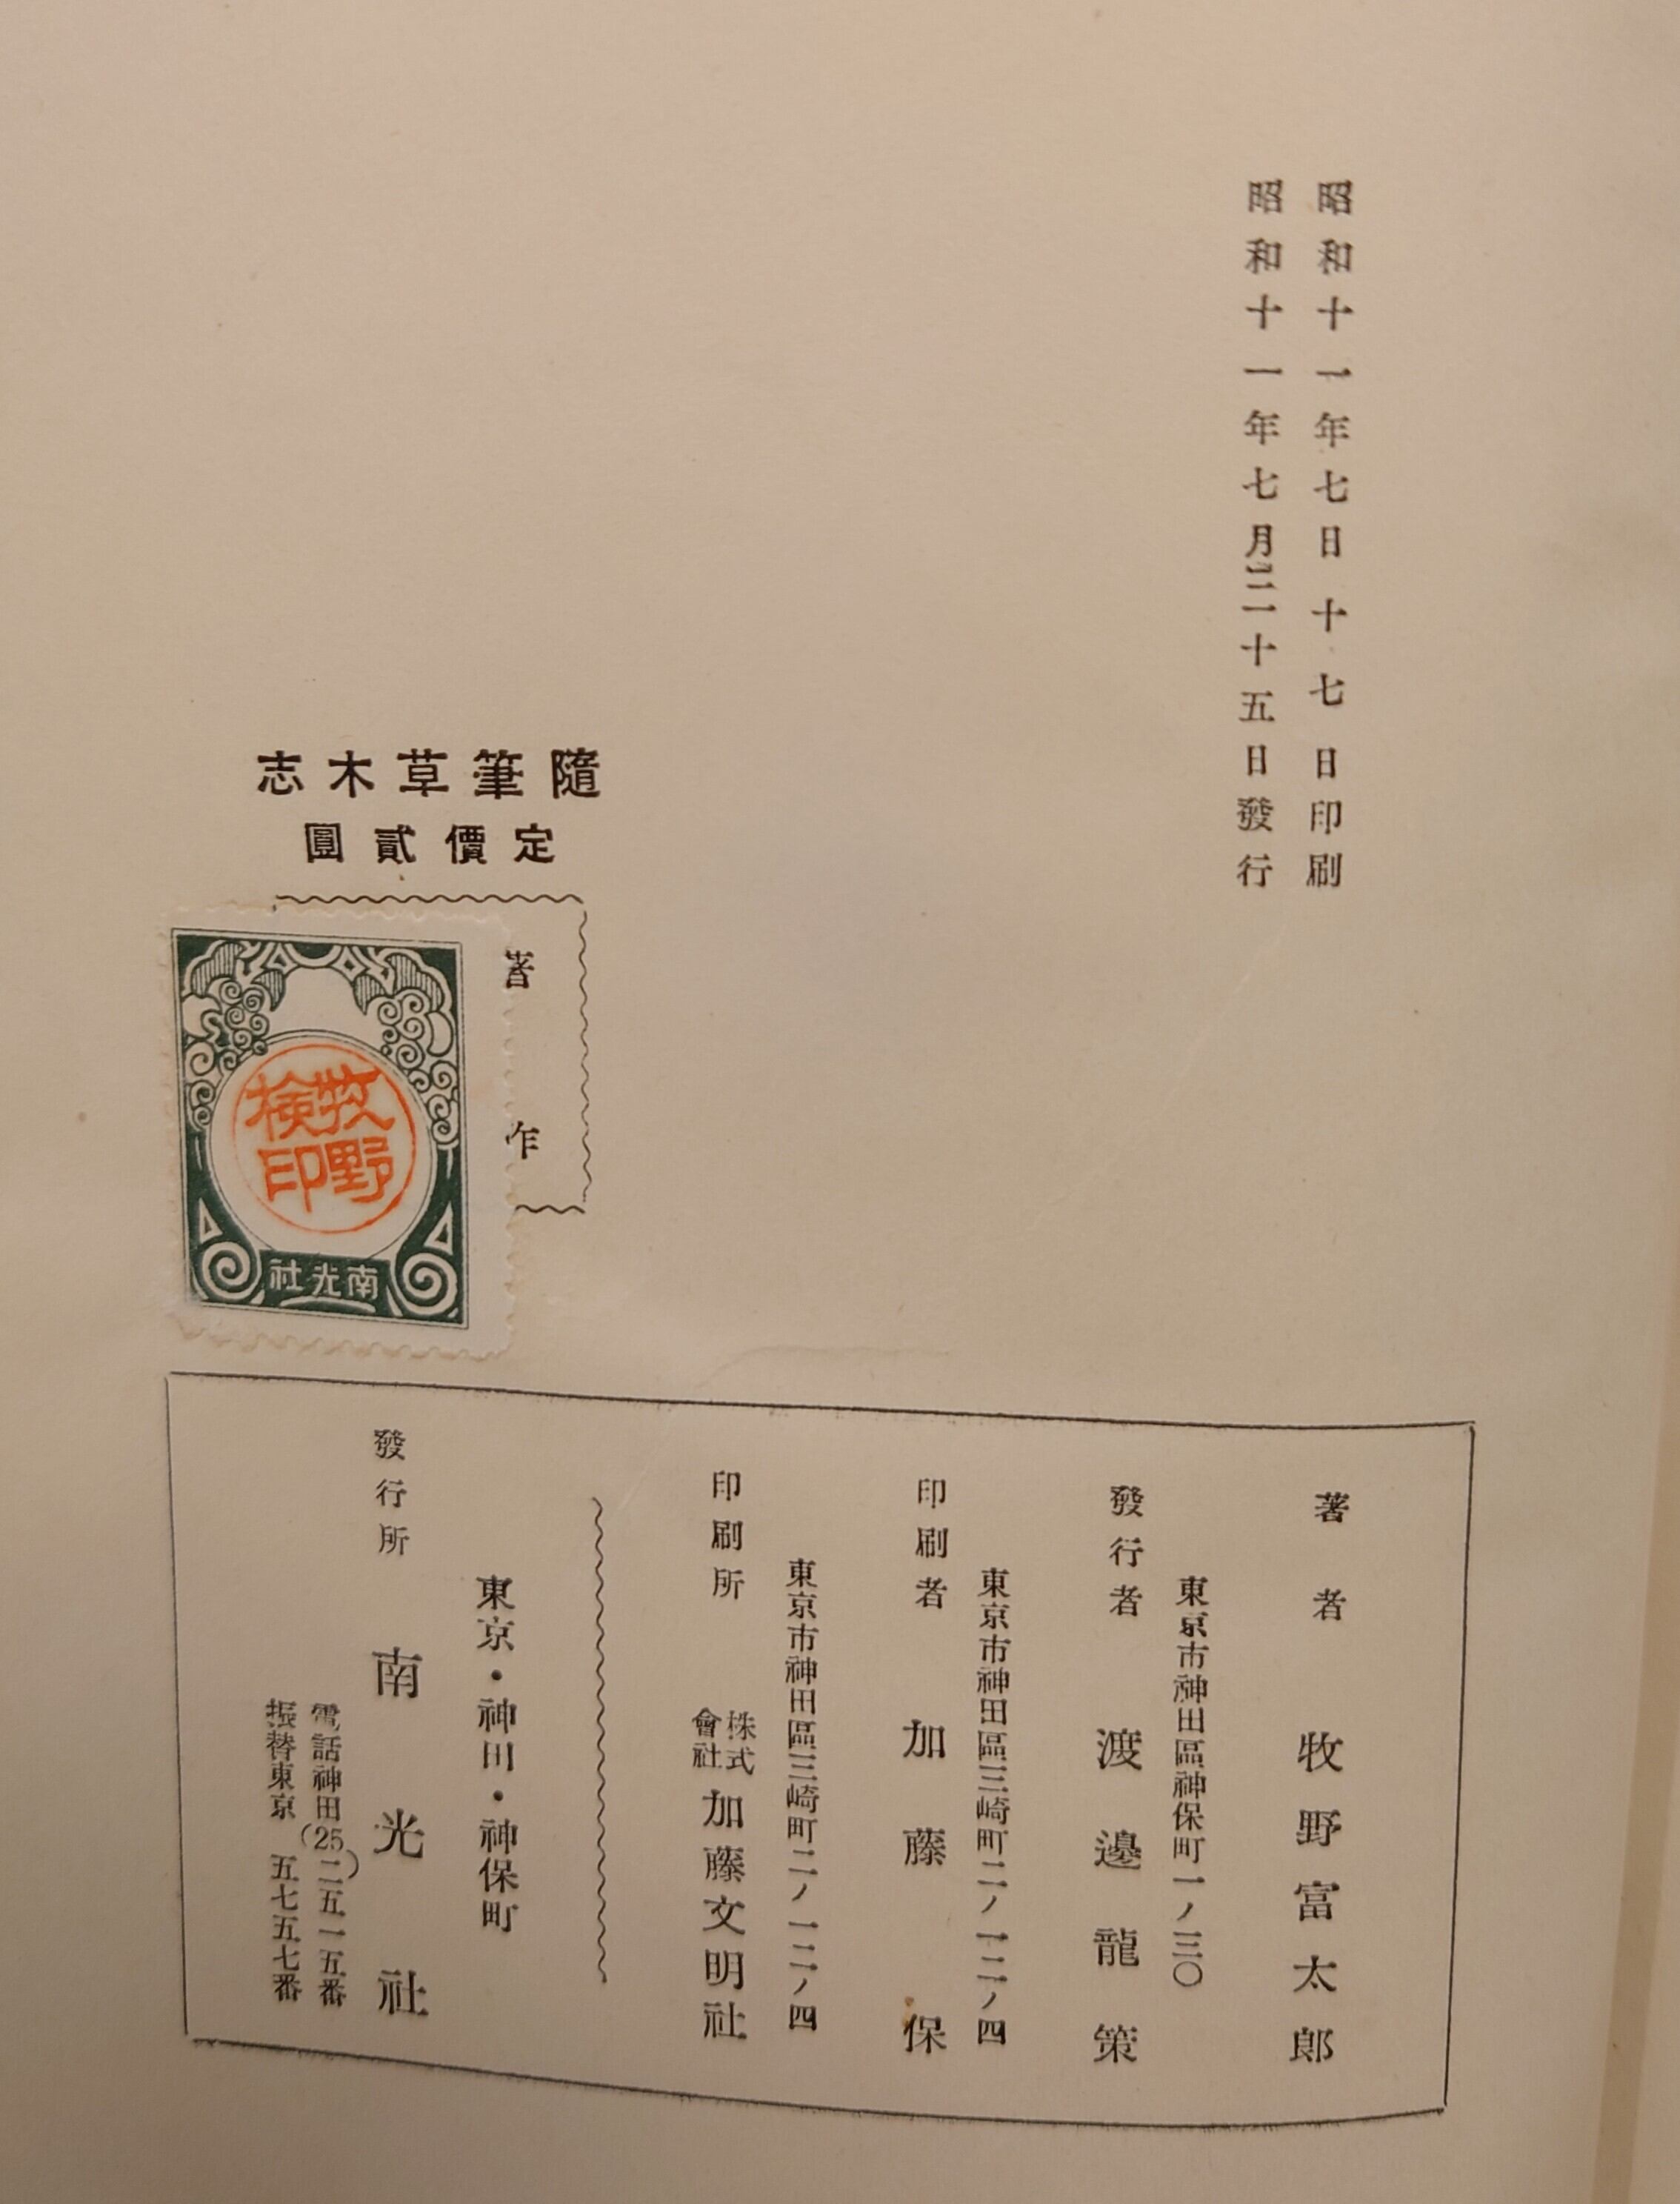 昭和十一年七日十七日印刷
昭和十一年七月二十五日發行
隨筆草木志
定價貳圓
著作
牧野
検印
南光社
著者 牧野富太郎
東京市神田區神保町一ノ三〇
發行者 渡邊龍策
東京市神田區三崎町二ノ一二ノ四
印刷者 加藤保
東京市神田區三崎町二ノ一二ノ四
印刷所 株式會社 加藤文明社
東京・神田・神保町
發行所 南光社
電話神田(25)二五一五番
振替東京 五七五七番